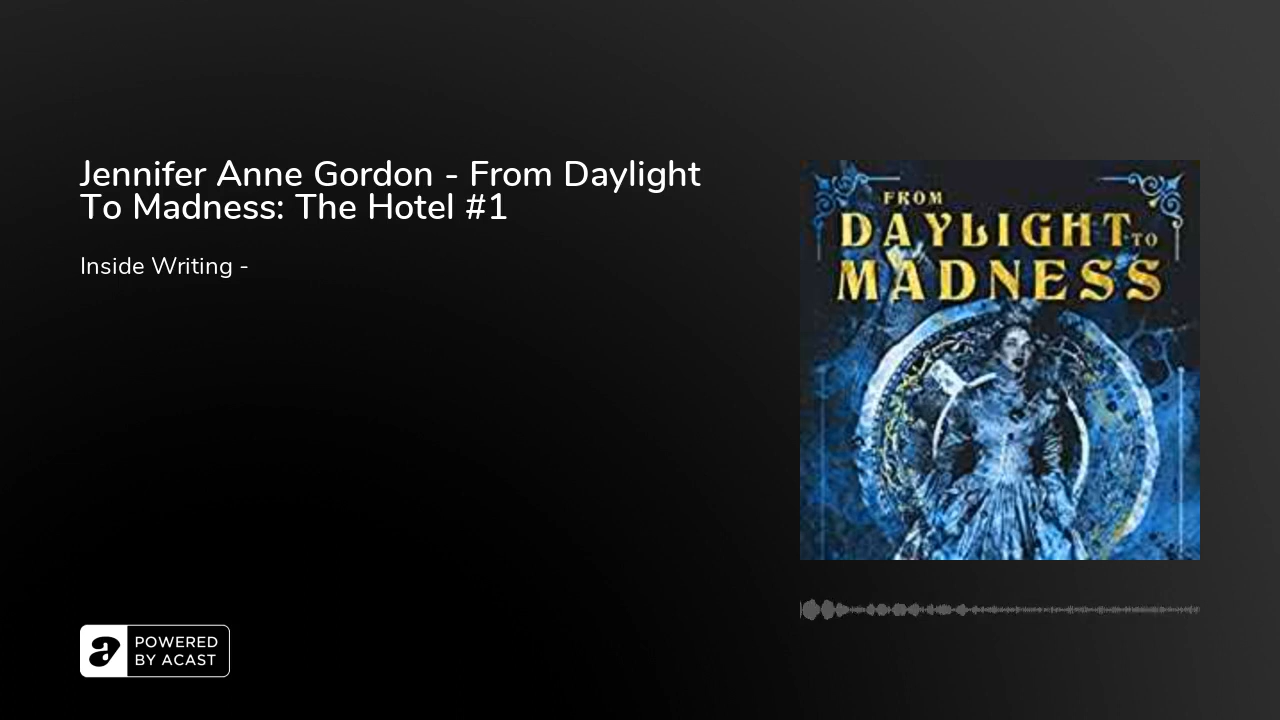 Jennifer Anne Gordon - From Daylight
To Madness: The Hotel #1
Inside Writing -
FROM
DAYLIGHT TO
MADNESS
POWERED
BY ACAST